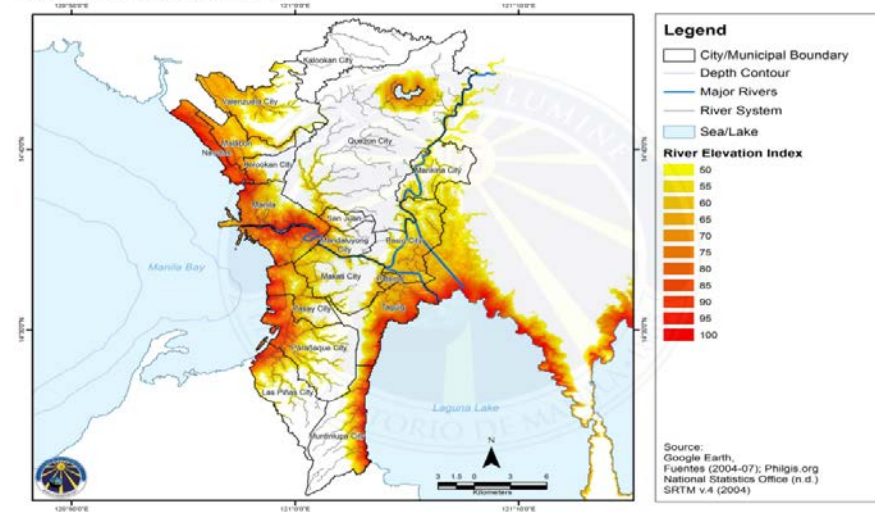 121°0'0"E
121°10'0"E
Kalookan City
Valenzuela City
Malabon
Navotas
Kalookan City
Quezon City
Marikina City
Manila
San Juan
Mandaluyong City
Pasig City
Makati City
Pateros
Taguig
Pasay City
Parañaque City
Las Piñas City
Muntinlupa City
Manila Bay
Laguna Lake
N
3 1.5 0 3 6
Kilometers
Legend
City/Municipal Boundary
Depth Contour
Major Rivers
River System
Sea/Lake
River Elevation Index
50
55
60
65
70
75
80
85
90
95
100
Source:
Google Earth,
Fuentes (2004-07); Philgis.org
National Statistics Office (n.d.)
SRTM v.4 (2004)